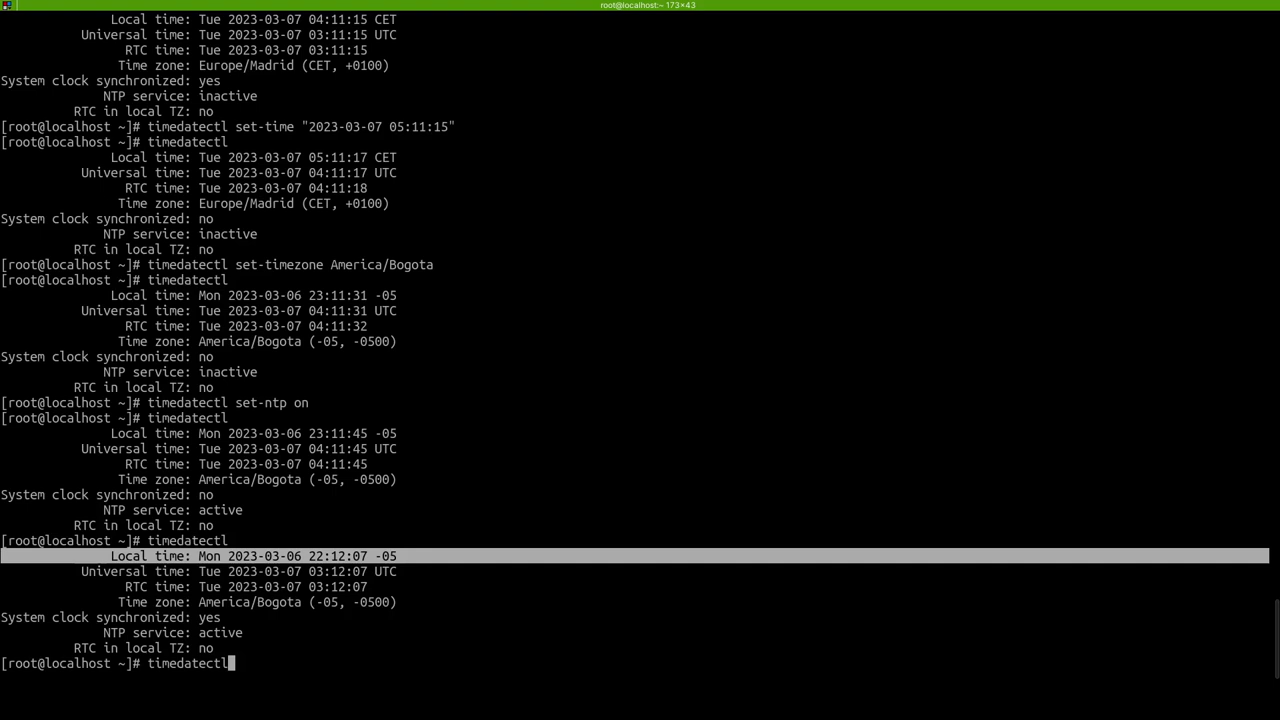 root@localhost:~ 173×43
Local time: Tue 2023-03-07 04:11:15 CET
Universal time: Tue 2023-03-07 03:11:15 UTC
RTC time: Tue 2023-03-07 03:11:15
Time zone: Europe/Madrid (CET, +0100)
System clock synchronized: yes
NTP service: inactive
RTC in local TZ: no
[root@localhost ~]# timedatectl set-time "2023-03-07 05:11:15"
[root@localhost ~]# timedatectl
Local time: Tue 2023-03-07 05:11:17 CET
Universal time: Tue 2023-03-07 04:11:17 UTC
RTC time: Tue 2023-03-07 04:11:18
Time zone: Europe/Madrid (CET, +0100)
System clock synchronized: no
NTP service: inactive
RTC in local TZ: no
[root@localhost ~]# timedatectl set-timezone America/Bogota
[root@localhost ~]# timedatectl
Local time: Mon 2023-03-06 23:11:31 -05
Universal time: Tue 2023-03-07 04:11:31 UTC
RTC time: Tue 2023-03-07 04:11:32
Time zone: America/Bogota (-05, -0500)
System clock synchronized: no
NTP service: inactive
RTC in local TZ: no
[root@localhost ~]# timedatectl set-ntp on
[root@localhost ~]# timedatectl
Local time: Mon 2023-03-06 23:11:45 -05
Universal time: Tue 2023-03-07 04:11:45 UTC
RTC time: Tue 2023-03-07 04:11:45
Time zone: America/Bogota (-05, -0500)
System clock synchronized: no
NTP service: active
RTC in local TZ: no
[root@localhost ~]# timedatectl
Local time: Mon 2023-03-06 22:12:07 -05
Universal time: Tue 2023-03-07 03:12:07 UTC
RTC time: Tue 2023-03-07 03:12:07
Time zone: America/Bogota (-05, -0500)
System clock synchronized: yes
NTP service: active
RTC in local TZ: no
[root@localhost ~]# timedatectl